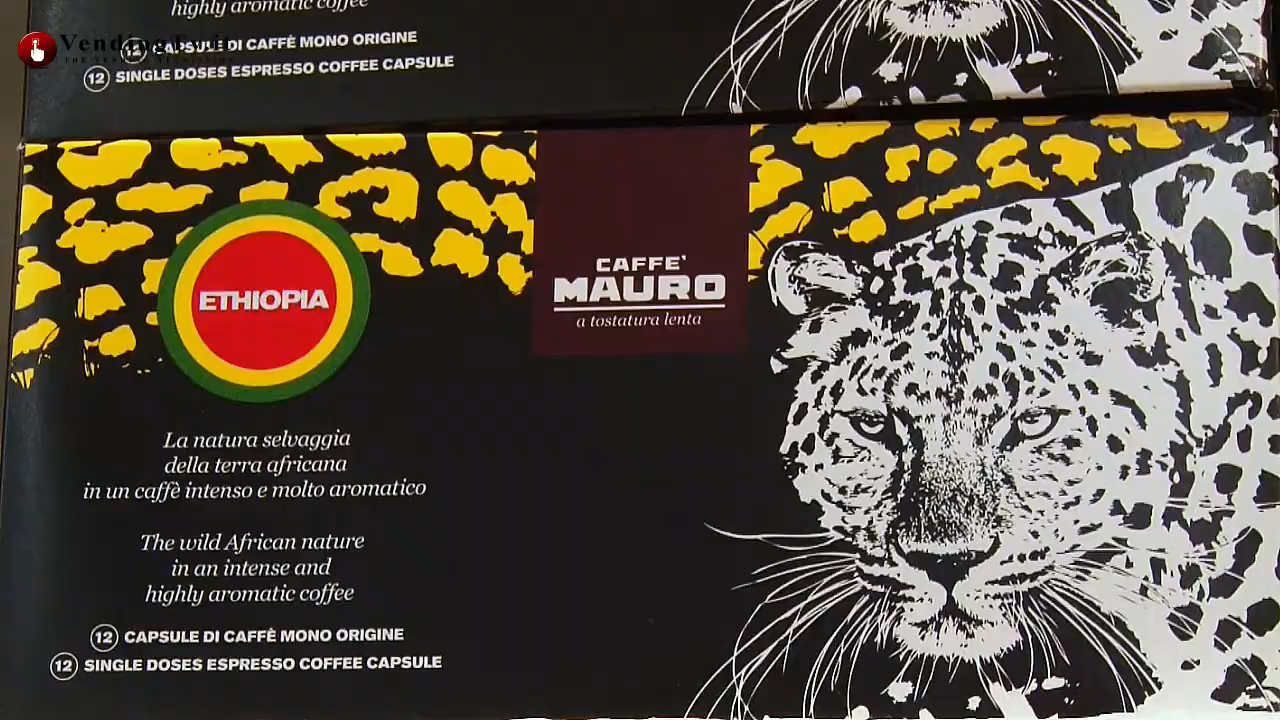 highly aromatic coffee
12 CAPSULE DI CAFFÈ MONO ORIGINE
12 SINGLE DOSES ESPRESSO COFFEE CAPSULE
ETHIOPIA
CAFFE'
MAURO
a tostatura lenta
La natura selvaggia
della terra africana
in un caffè intenso e molto aromatico
The wild African nature
in an intense and
highly aromatic coffee
12 CAPSULE DI CAFFÈ MONO ORIGINE
12 SINGLE DOSES ESPRESSO COFFEE CAPSULE